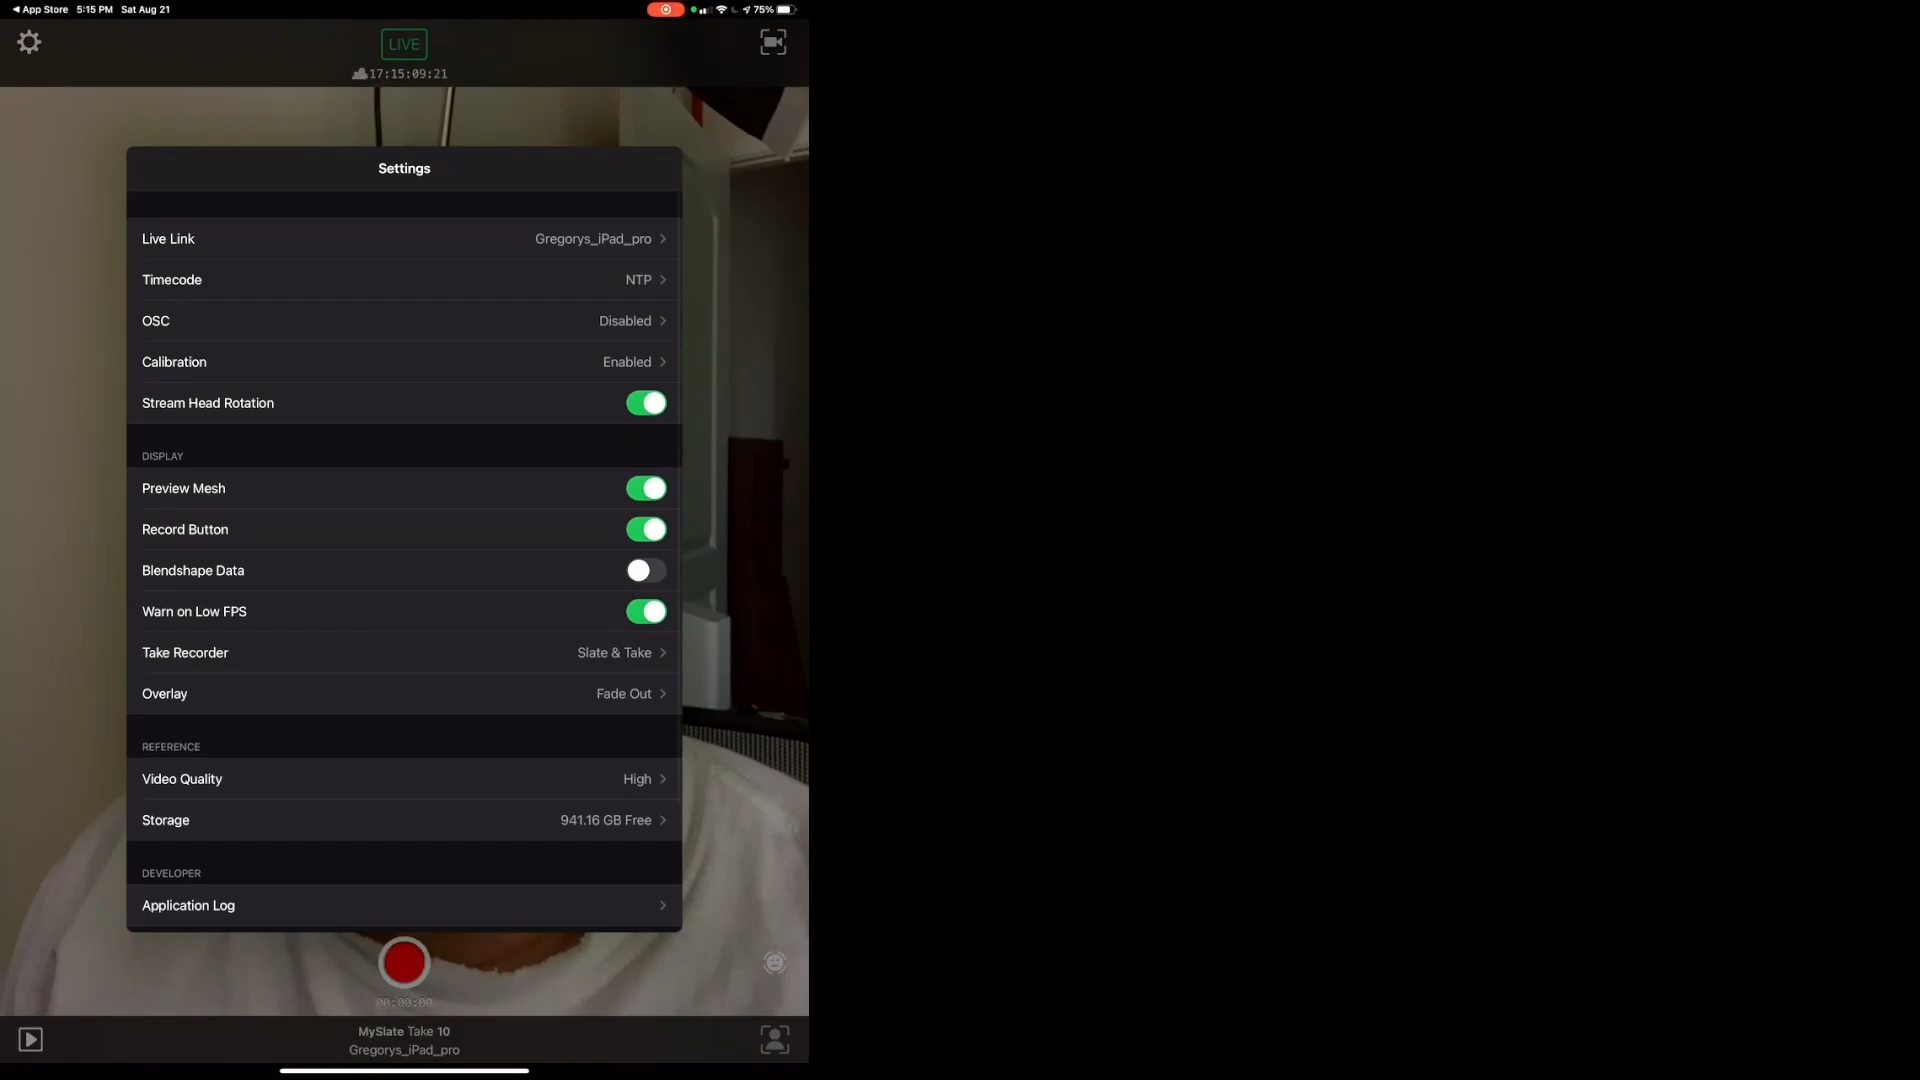 App Store 5:15 PM Sat Aug 21 75%
LIVE
17:15:09:21
Settings
Live Link Gregorys_iPad_pro
Timecode NTP
OSC Disabled
Calibration Enabled
Stream Head Rotation
DISPLAY
Preview Mesh
Record Button
Blendshape Data
Warn on Low FPS
Take Recorder Slate & Take
Overlay Fade Out
REFERENCE
Video Quality High
Storage 941.16 GB Free
DEVELOPER
Application Log
00:00:00
MySlate Take 10
Gregorys_iPad_pro